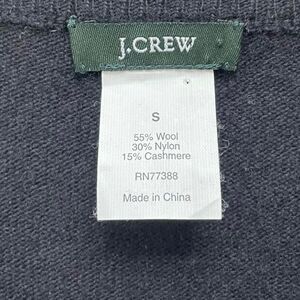 J.CREW
S
55% Wool
30% Nylon
15% Cashmere
RN77388
Made in China